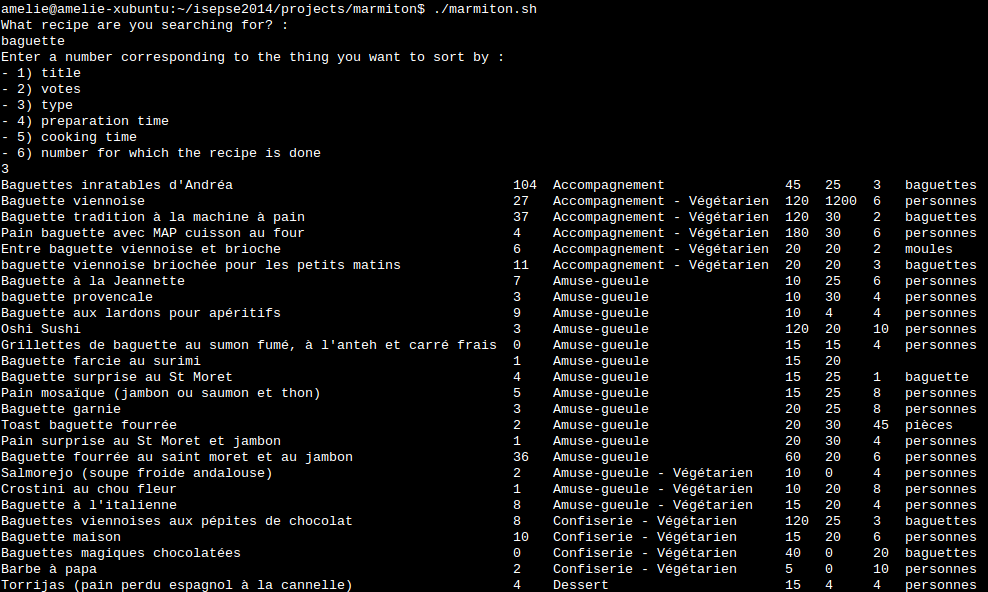 amelie@amelie-xubuntu:~/isepse2014/projects/marmiton$ ./marmiton.sh
What recipe are you searching for? :
baguette
Enter a number corresponding to the thing you want to sort by :
- 1) title
- 2) votes
- 3) type
- 4) preparation time
- 5) cooking time
- 6) number for which the recipe is done
3
Baguettes inratables d'Andréa 104 Accompagnement 45 25 3 baguettes
Baguette viennoise 27 Accompagnement - Végétarien 120 1200 6 personnes
Baguette tradition à la machine à pain 37 Accompagnement - Végétarien 120 30 2 baguettes
Pain baguette avec MAP cuisson au four 4 Accompagnement - Végétarien 180 30 6 personnes
Entre baguette viennoise et brioche 6 Accompagnement - Végétarien 20 20 2 moules
baguette viennoise briochée pour les petits matins 11 Accompagnement - Végétarien 20 20 3 baguettes
Baguette à la Jeannette 7 Amuse-gueule 10 25 6 personnes
baguette provencale 3 Amuse-gueule 10 30 4 personnes
Baguette aux lardons pour apéritifs 9 Amuse-gueule 10 4 4 personnes
Oshi Sushi 3 Amuse-gueule 120 20 10 personnes
Grillettes de baguette au sumon fumé, à l'anteh et carré frais 0 Amuse-gueule 15 15 4 personnes
Baguette farcie au surimi 1 Amuse-gueule 15 20
Baguette surprise au St Moret 4 Amuse-gueule 15 25 1 baguette
Pain mosaïque (jambon ou saumon et thon) 5 Amuse-gueule 15 25 8 personnes
Baguette garnie 3 Amuse-gueule 20 25 8 personnes
Toast baguette fourrée 2 Amuse-gueule 20 30 45 pièces
Pain surprise au St Moret et jambon 1 Amuse-gueule 20 30 4 personnes
Baguette fourrée au saint moret et au jambon 36 Amuse-gueule 60 20 6 personnes
Salmorejo (soupe froide andalouse) 2 Amuse-gueule - Végétarien 10 0 4 personnes
Crostini au chou fleur 1 Amuse-gueule - Végétarien 10 20 8 personnes
Baguette à l'italienne 8 Amuse-gueule - Végétarien 15 20 4 personnes
Baguettes viennoises aux pépites de chocolat 8 Confiserie - Végétarien 120 25 3 baguettes
Baguette maison 10 Confiserie - Végétarien 15 20 6 personnes
Baguettes magiques chocolatées 0 Confiserie - Végétarien 40 0 20 baguettes
Barbe à papa 2 Confiserie - Végétarien 5 0 10 personnes
Torrijas (pain perdu espagnol à la cannelle) 4 Dessert 15 4 4 personnes